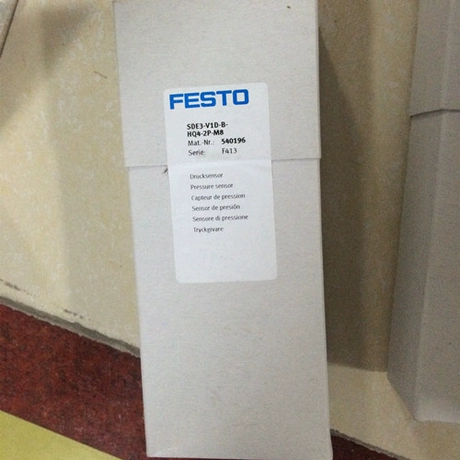 FESTO
SDE3-V1D-B-
HQ4-2P-M8
Mat.-Nr.: 540196
Serie: F413
Drucksensor
Pressure sensor
Capteur de pression
Sensor de presión
Sensore di pressione
Tryckgivare